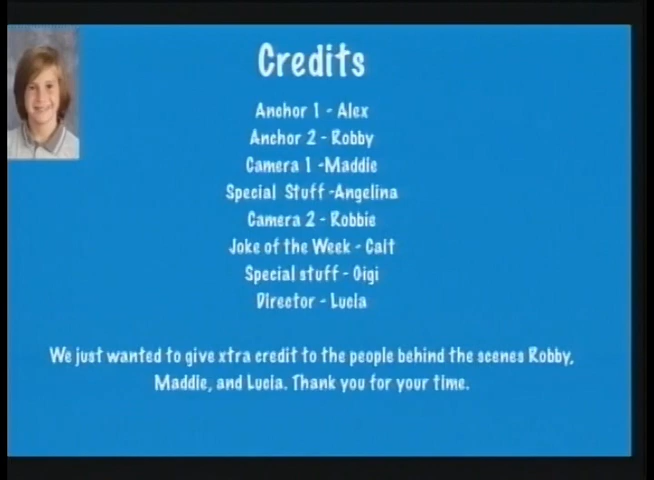 Credits
Anchor 1 - Alex
Anchor 2 - Robby
Camera 1 -Maddie
Special Stuff -Angelina
Camera 2 - Robbie
Joke of the Week - Cait
Special stuff - Gigi
Director - Lucia
We just wanted to give xtra credit to the people behind the scenes Robby,
Maddie, and Lucia. Thank you for your time.